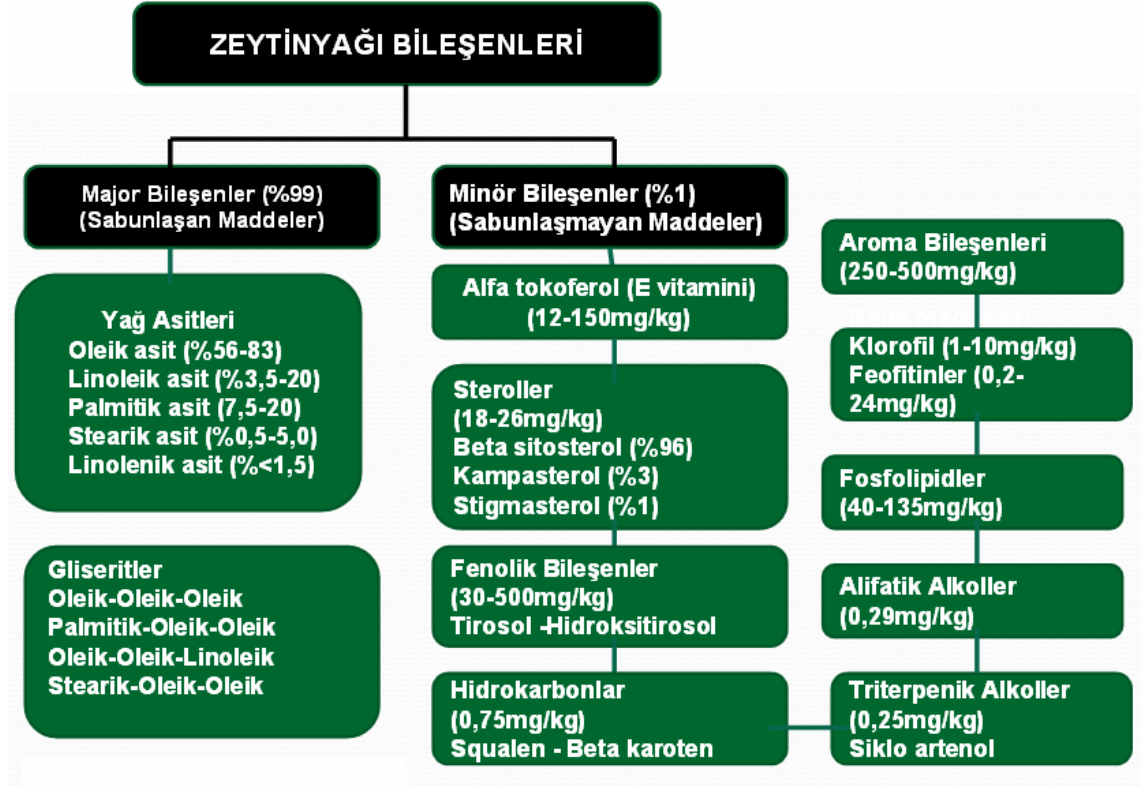 ZEYTİNYAĞI BİLEŞENLERİ
Major Bileşenler (%99)
(Sabunlaşan Maddeler)
Yağ Asitleri
Oleik asit (%56-83)
Linoleik asit (%3,5-20)
Palmitik asit (7,5-20)
Stearik asit (%0,5-5,0)
Linolenik asit (%<1,5)
Gliseritler
Oleik-Oleik-Oleik
Palmitik-Oleik-Oleik
Oleik-Oleik-Linoleik
Stearik-Oleik-Oleik
Minör Bileşenler (%1)
(Sabunlaşmayan Maddeler)
Alfa tokoferol (E vitamini)
(12-150mg/kg)
Steroller
(18-26mg/kg)
Beta sitosterol (%96)
Kampasterol (%3)
Stigmasterol (%1)
Fenolik Bileşenler
(30-500mg/kg)
Tirosol -Hidroksitirosol
Hidrokarbonlar
(0,75mg/kg)
Squalen - Beta karoten
Aroma Bileşenleri
(250-500mg/kg)
Renk maddeleri
Klorofil (1-10mg/kg)
Feofitinler (0,2-
24mg/kg)
Fosfolipidler
(40-135mg/kg)
Alifatik Alkoller
(0,29mg/kg)
Triterpenik Alkoller
(0,25mg/kg)
Siklo artenol